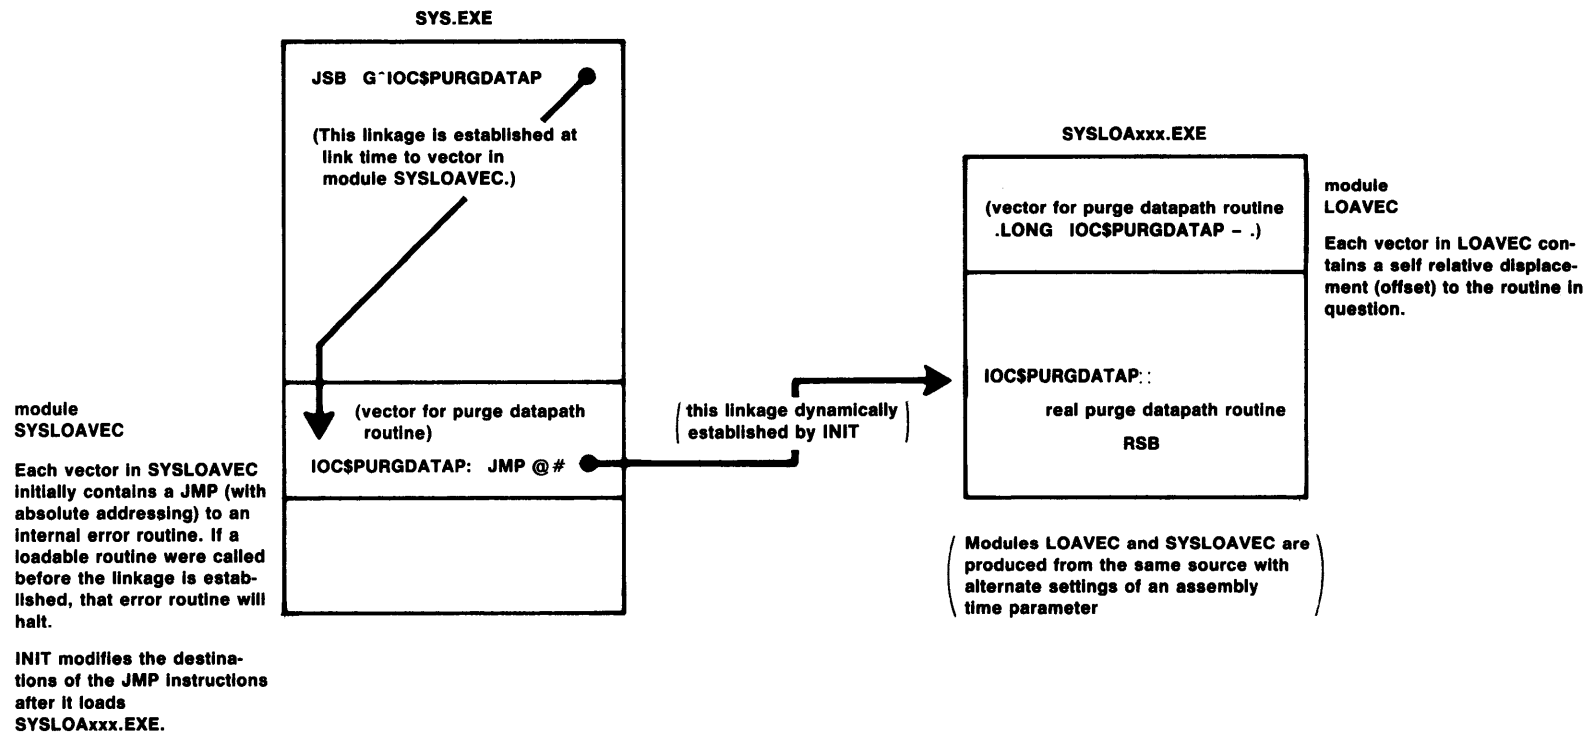 SYS.EXE
JSB G^IOC$PURGDATAP
(This linkage is established at
link time to vector in
module SYSLOAVEC.)
(vector for purge datapath
routine)
IOC$PURGDATAP: JMP @#
module
SYSLOAVEC
Each vector in SYSLOAVEC
initially contains a JMP (with
absolute addressing) to an
internal error routine. If a
loadable routine were called
before the linkage is estab-
lished, that error routine will
halt.
INIT modifies the destina-
tions of the JMP instructions
after it loads
SYSLOAxxx.EXE.
(this linkage dynamically
established by INIT)
SYSLOAxxx.EXE
(vector for purge datapath routine
.LONG IOC$PURGDATAP – .)
IOC$PURGDATAP::
real purge datapath routine
RSB
module
LOAVEC
Each vector in LOAVEC con-
tains a self relative displace-
ment (offset) to the routine in
question.
(Modules LOAVEC and SYSLOAVEC are
produced from the same source with
alternate settings of an assembly
time parameter)